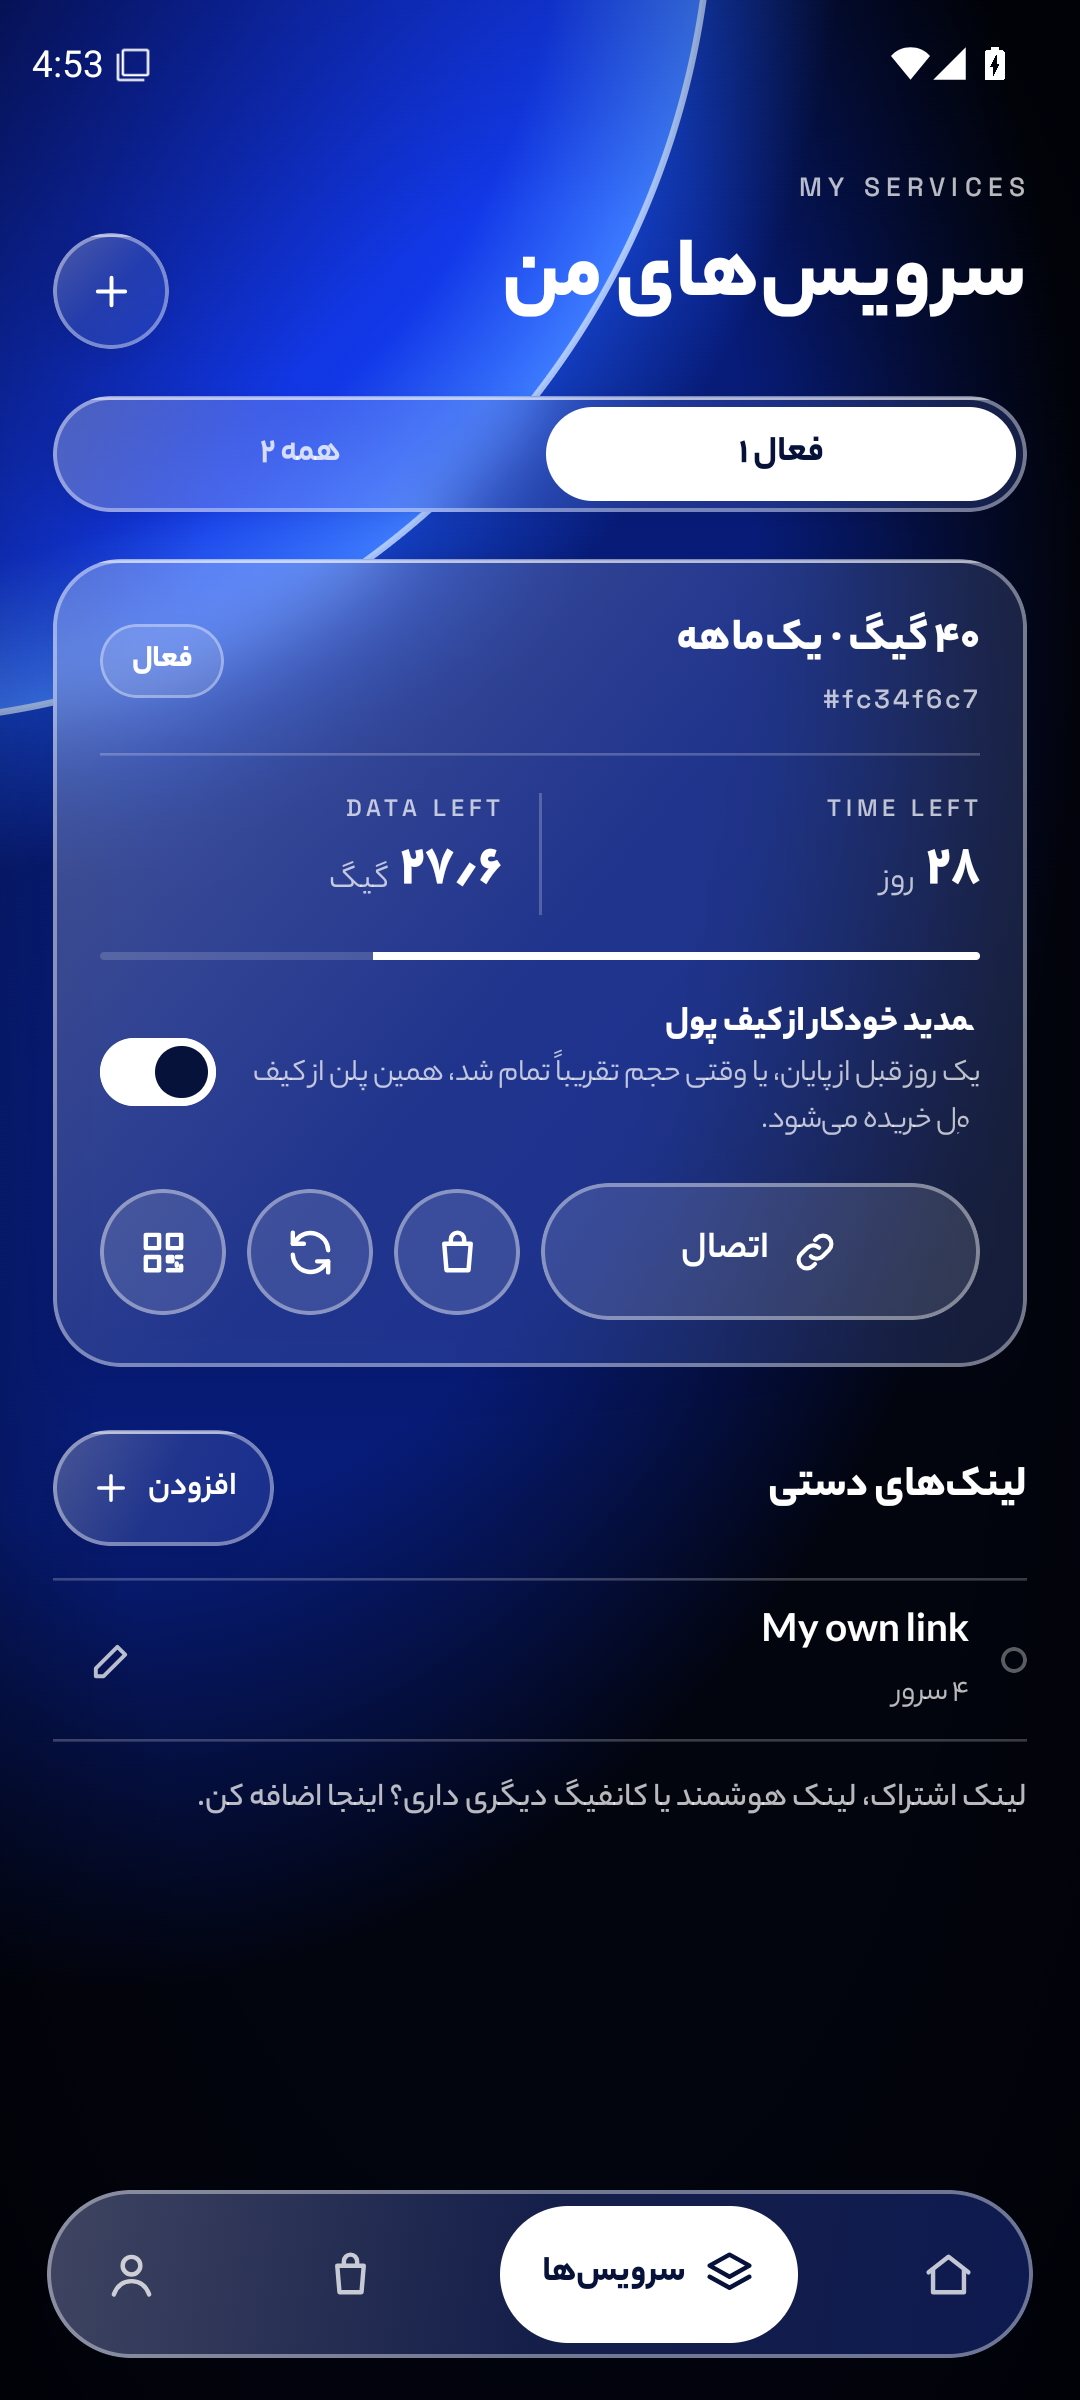 4:53
MY SERVICES
سرویس‌های من
فعال ۱
همه ۲
۴۰ گیگ · یک‌ماهه
فعال
#fc34f6c7
TIME LEFT
DATA LEFT
۲۸ روز
۲۷٫۶ گیگ
خودکار از کیف پول
یک روز قبل از پایان، یا وقتی حجم تقریباً تمام شد، همین پلن از کیف
خریده می‌شود.
اتصال
لینک‌های دستی
افزودن
My own link
۴ سرور
لینک اشتراک، لینک هوشمند یا کانفیگ دیگری داری؟ اینجا اضافه کن.
سرویس‌ها